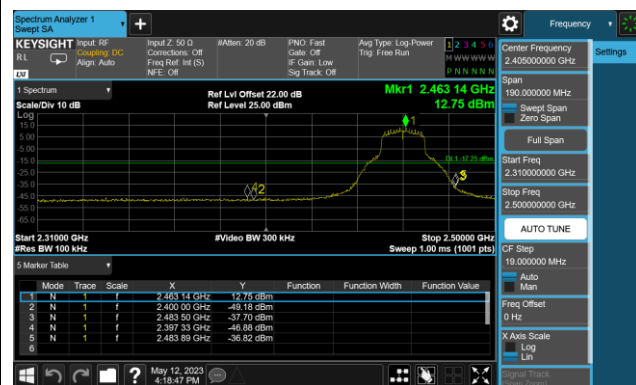 Spectrum Analyzer 1
Swept SA
Frequency
KEYSIGHT
R L
LXI
Input: RF
Coupling: DC
Align: Auto
Input Z: 50 Ω
Corrections: Off
Freq Ref: Int (S)
NFE: Off
#Atten: 20 dB
PNO: Fast
Gate: Off
IF Gain: Low
Sig Track: Off
Avg Type: Log-Power
Trig: Free Run
1 2 3 4 5 6
M W W W W W
P N N N N N
Center Frequency
2.405000000 GHz
Settings
Span
190.000000 MHz
Swept Span
Zero Span
Full Span
Start Freq
2.310000000 GHz
Stop Freq
2.500000000 GHz
AUTO TUNE
CF Step
19.000000 MHz
Auto
Man
Freq Offset
0 Hz
X Axis Scale
Log
Lin
Signal Track
(Span Zoom)
1 Spectrum
Scale/Div 10 dB
Ref Lvl Offset 22.00 dB
Ref Level 25.00 dBm
Mkr1 2.463 14 GHz
12.75 dBm
Log
15.0
5.00
-5.00
-15.0
-25.0
-35.0
-45.0
-55.0
-65.0
1
DL1 -17.25 dBm
2
Start 2.31000 GHz
#Res BW 100 kHz
#Video BW 300 kHz
Stop 2.50000 GHz
Sweep 1.00 ms (1001 pts)
5 Marker Table
Mode Trace Scale X Y Function Function Width Function Value
1 N 1 f 2.463 14 GHz 12.75 dBm
2 N 1 f 2.400 00 GHz -49.18 dBm
3 N 1 f 2.483 50 GHz -37.70 dBm
4 N 1 f 2.397 33 GHz -46.88 dBm
5 N 1 f 2.483 89 GHz -36.82 dBm
6
May 12, 2023
4:18:47 PM